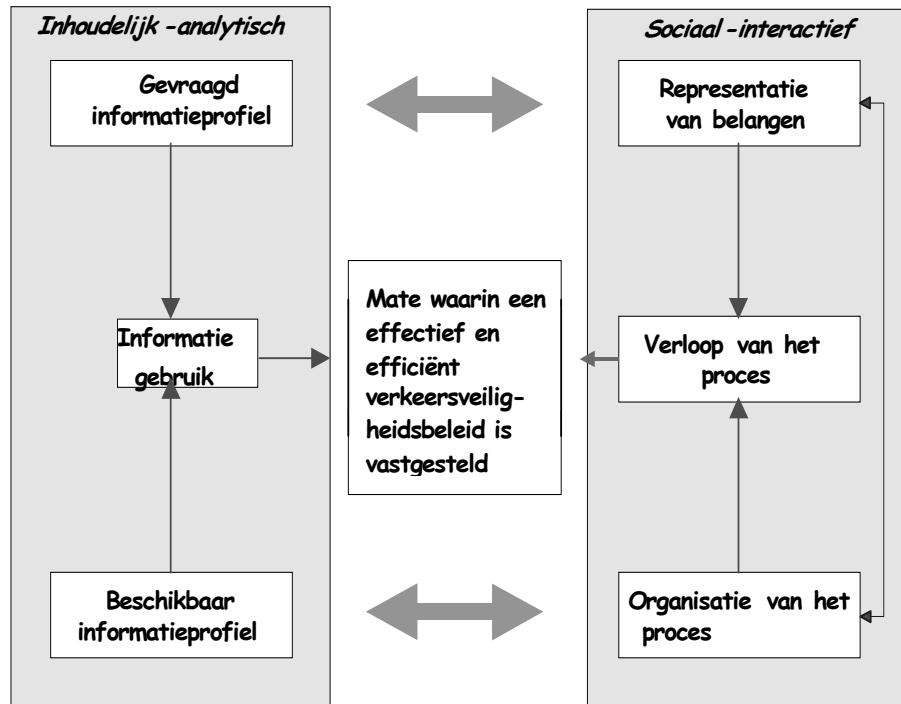 Inhoudelijk-analytisch
Gevraagd
informatieprofiel
Informatie
gebruik
Beschikbaar
informatieprofiel
Mate waarin een
effectief en
efficiënt
verkeersveilig-
heidsbeleid is
vastgesteld
Sociaal-interactief
Representatie
van belangen
Verloop van het
proces
Organisatie van het
proces